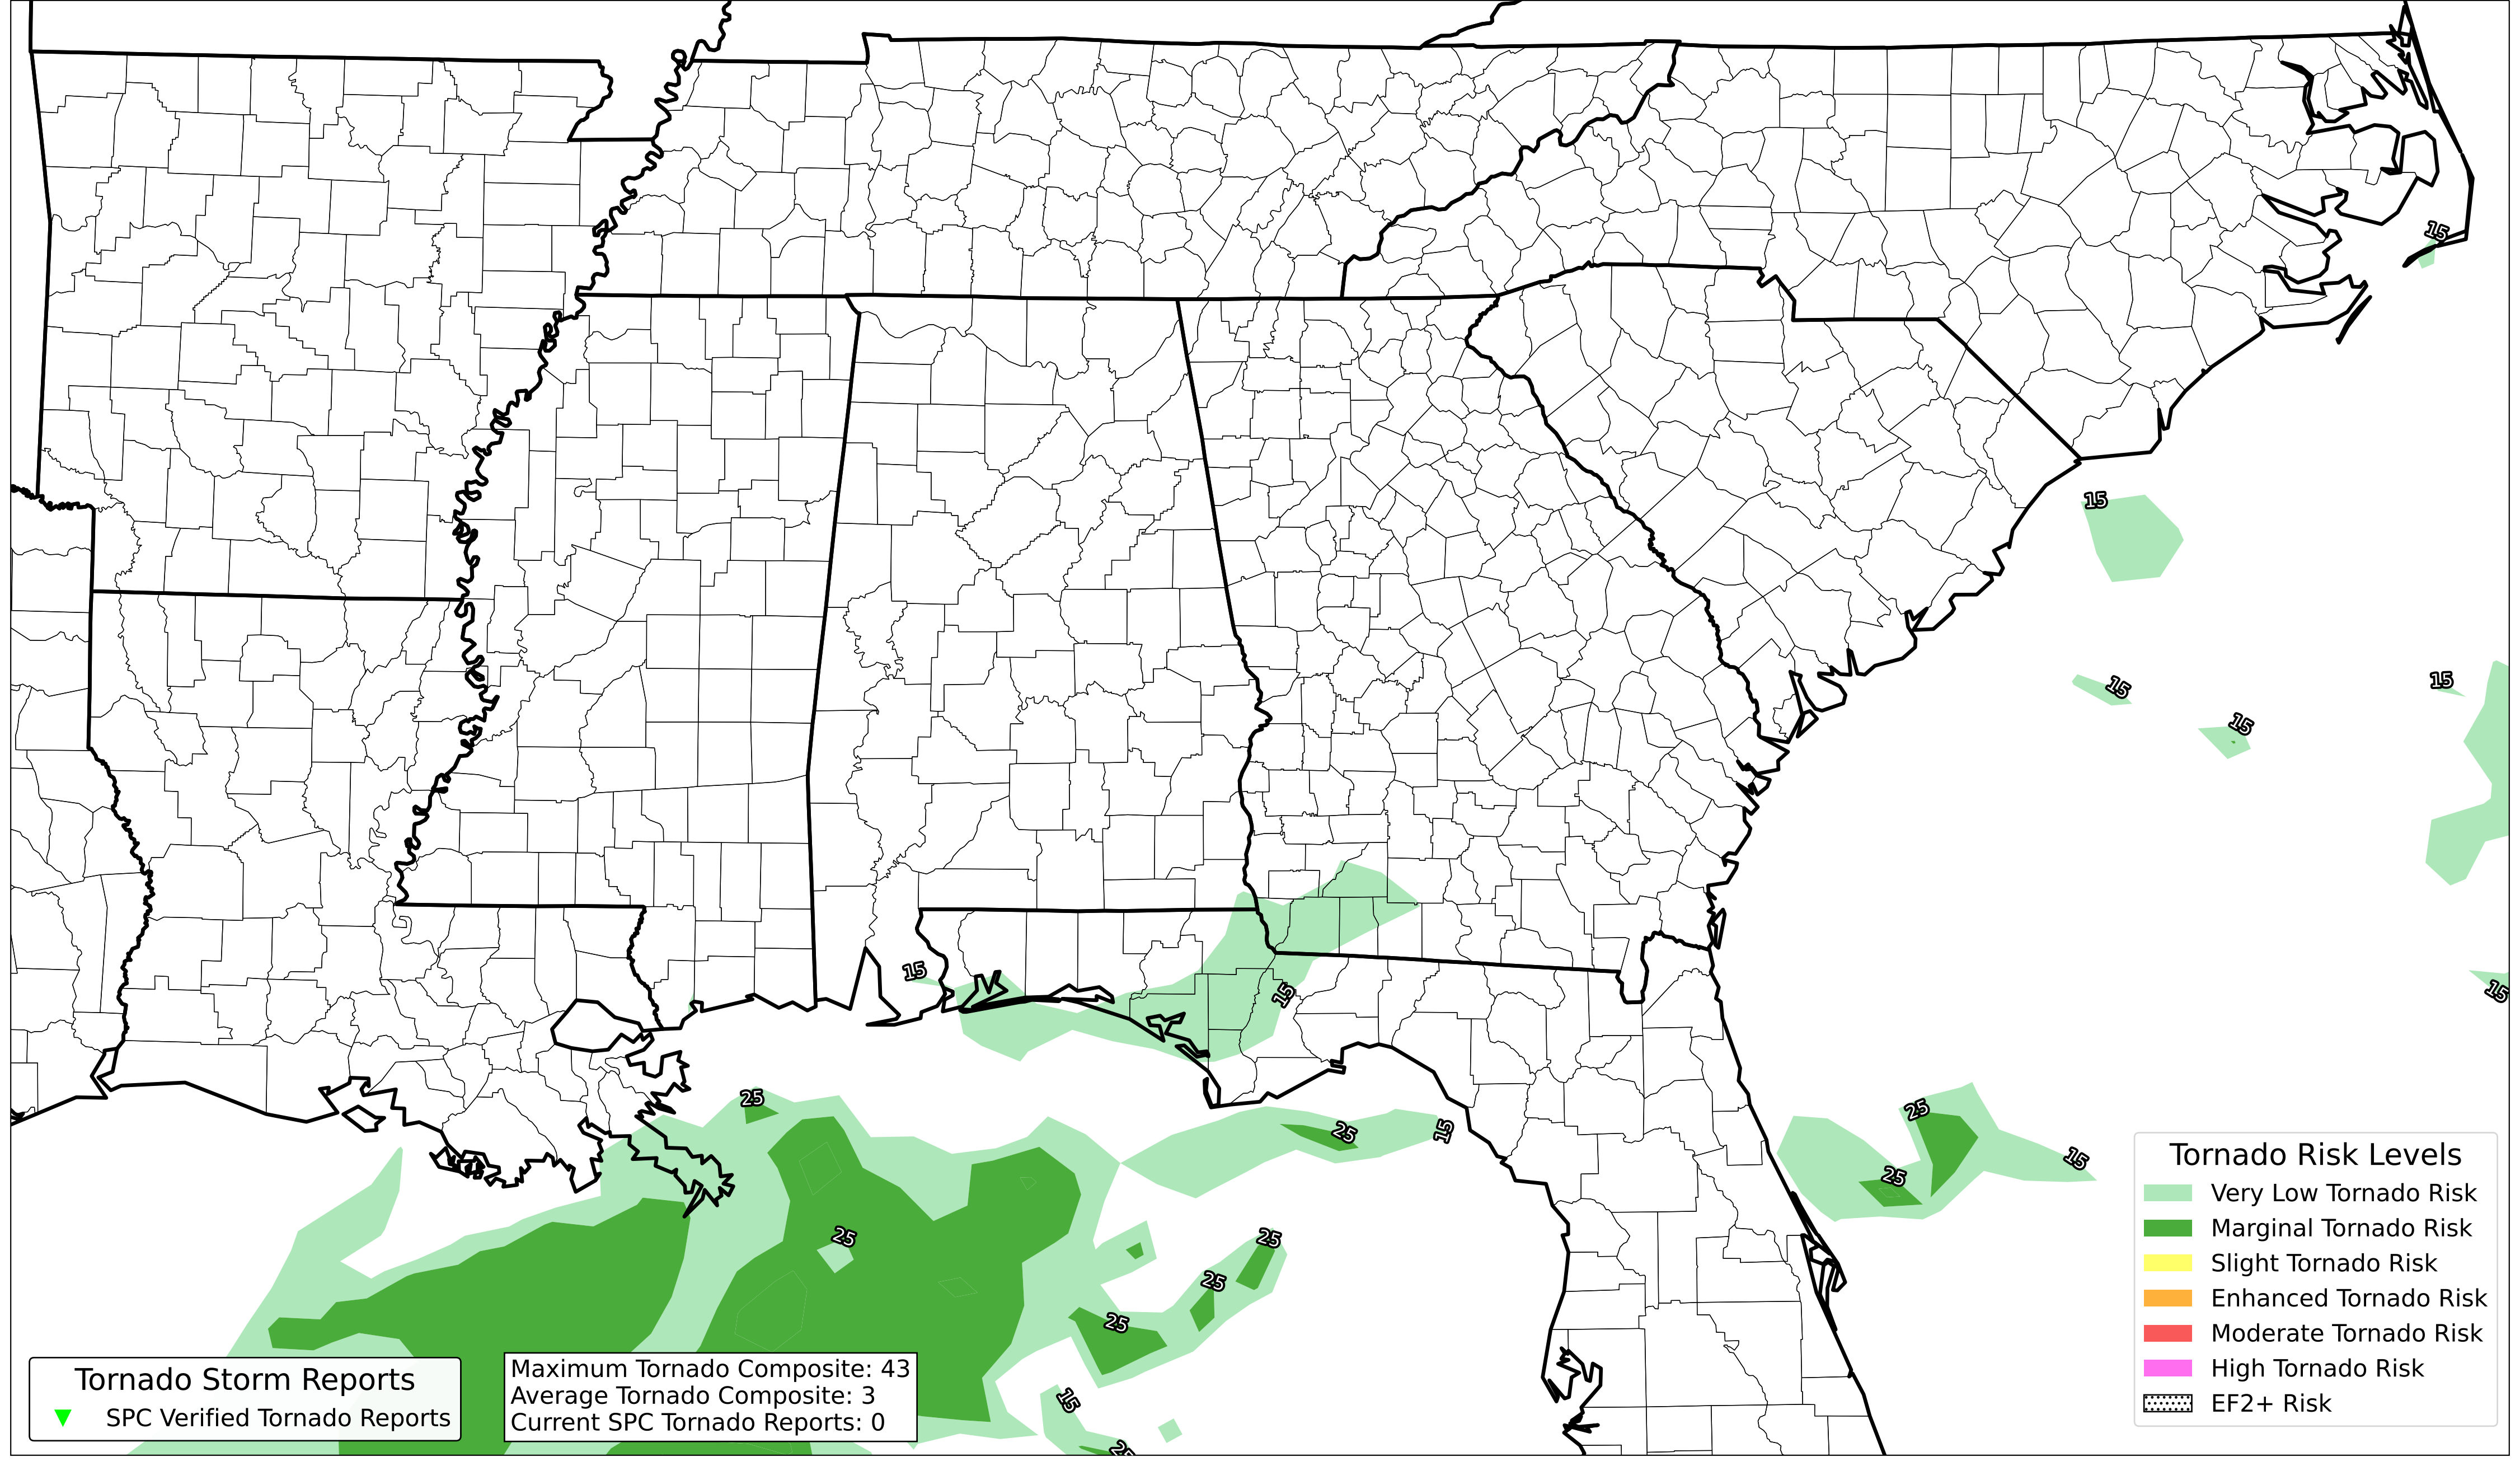 15
15
15
15
15
15
15
15
25
25
25
15
15
25
25
25
25
25
15
25
Tornado Risk Levels
Very Low Tornado Risk
Marginal Tornado Risk
Slight Tornado Risk
Enhanced Tornado Risk
Moderate Tornado Risk
High Tornado Risk
EF2+ Risk
Tornado Storm Reports
SPC Verified Tornado Reports
Maximum Tornado Composite: 43
Average Tornado Composite: 3
Current SPC Tornado Reports: 0